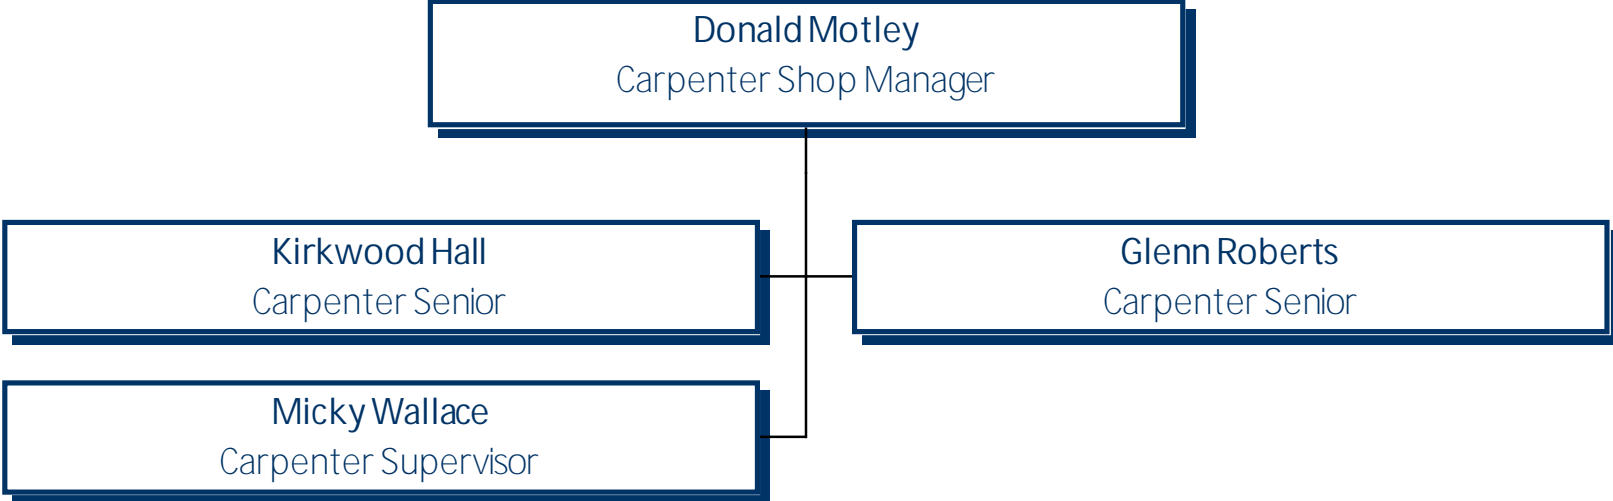 Donald Motley
Carpenter Shop Manager
Kirkwood Hall
Carpenter Senior
Glenn Roberts
Carpenter Senior
Micky Wallace
Carpenter Supervisor